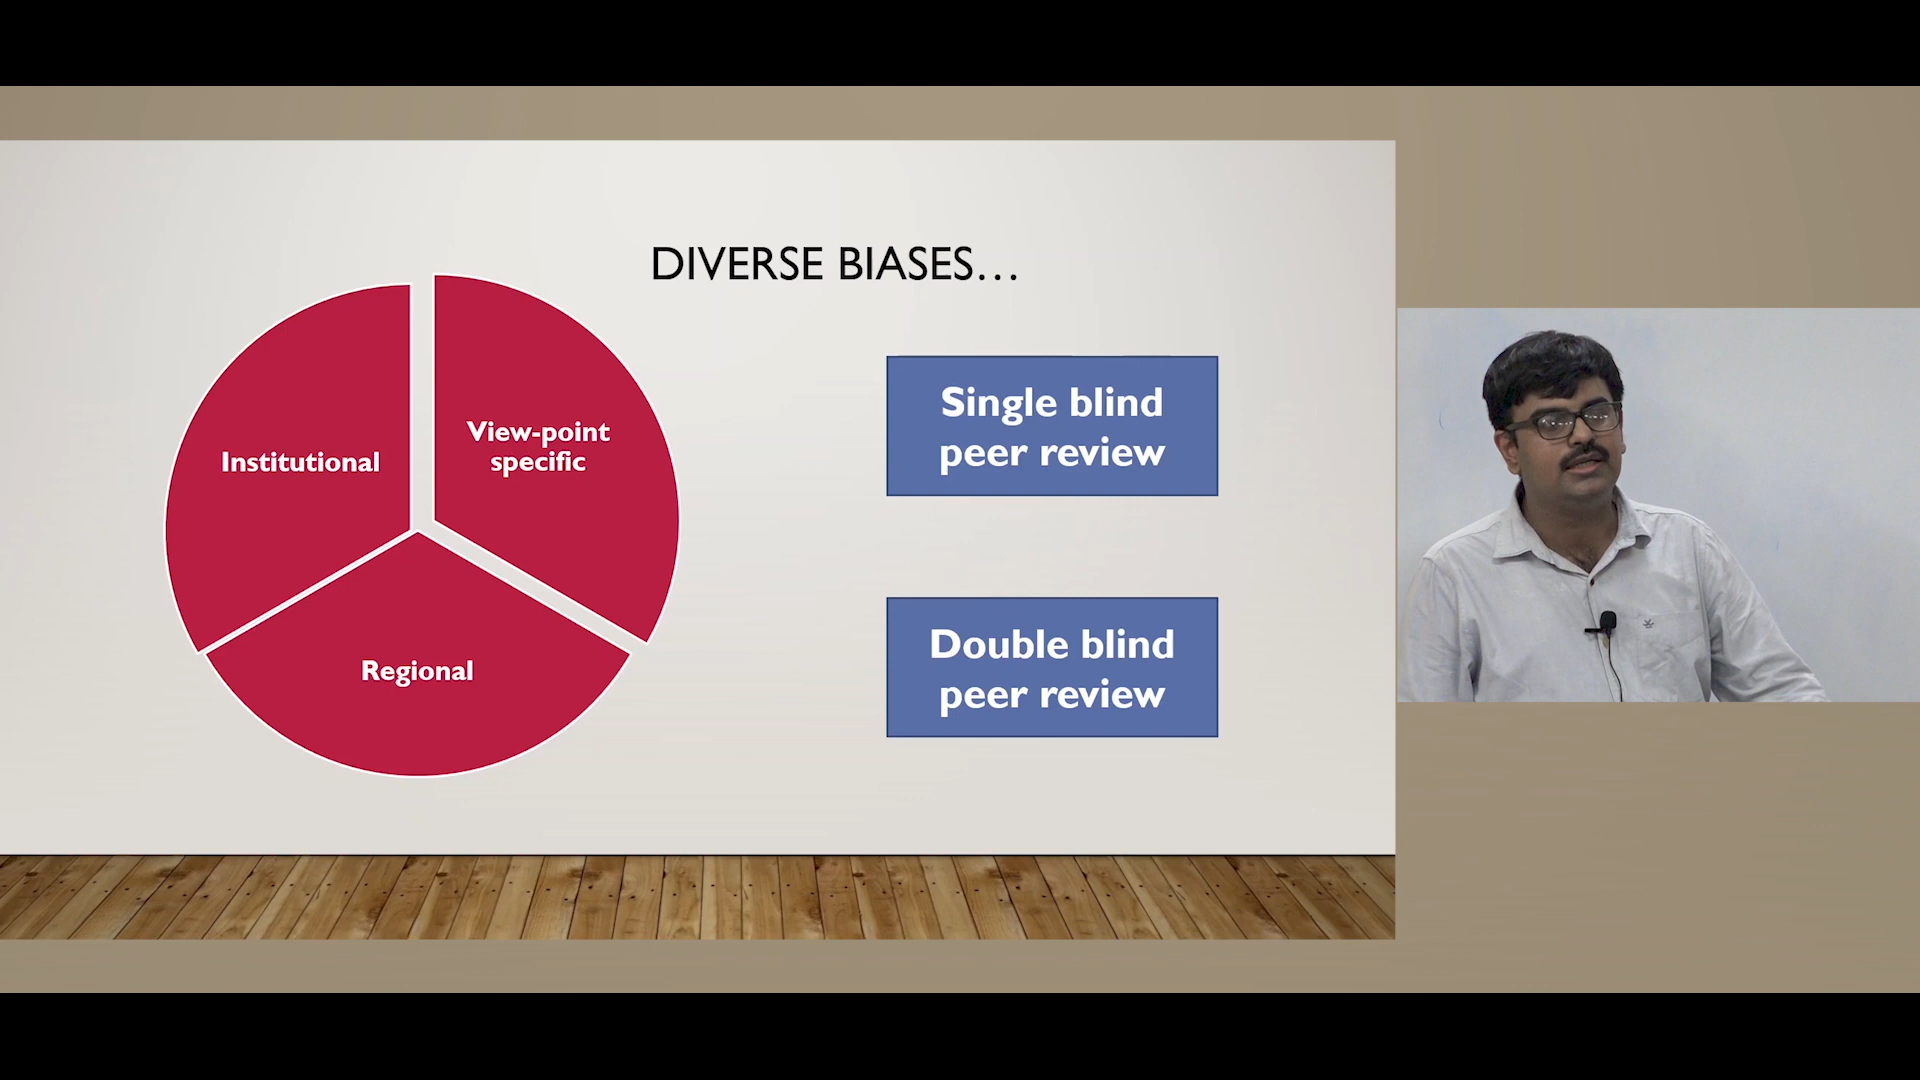 DIVERSE BIASES...
Institutional
View-point
specific
Regional
Single blind
peer review
Double blind
peer review